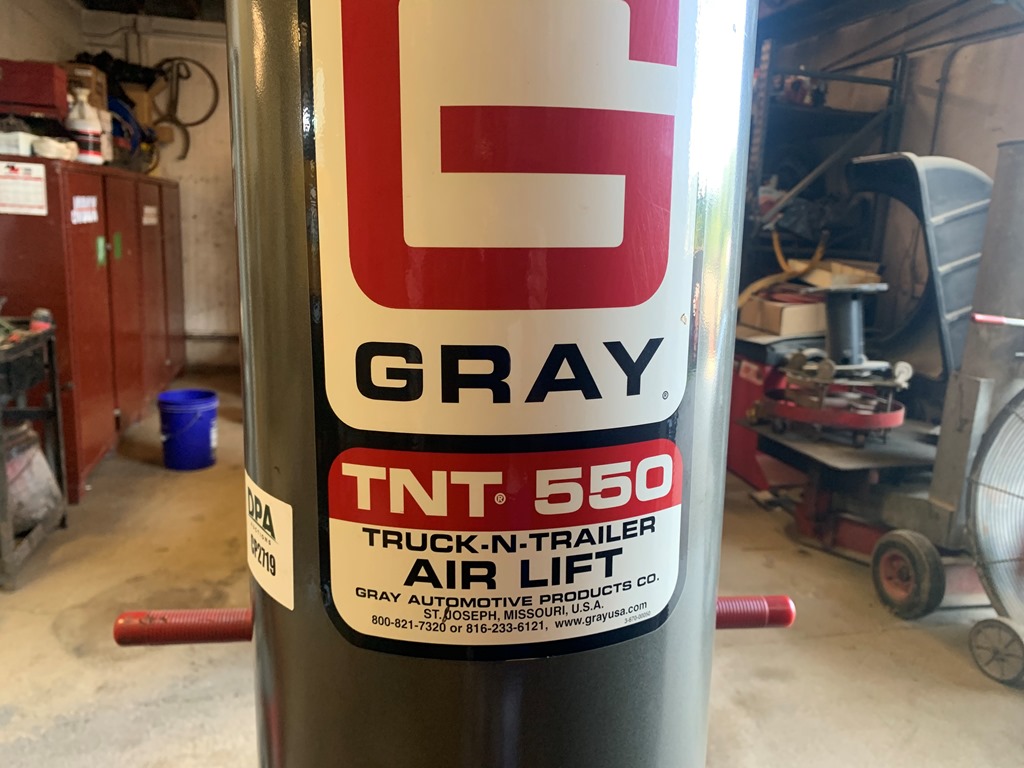 G
GRAY®
TNT® 550
TRUCK-N-TRAILER
AIR LIFT
GRAY AUTOMOTIVE PRODUCTS CO.
ST. JOSEPH, MISSOURI, U.S.A.
800-821-7320 or 816-233-6121, www.grayusa.com
DPA